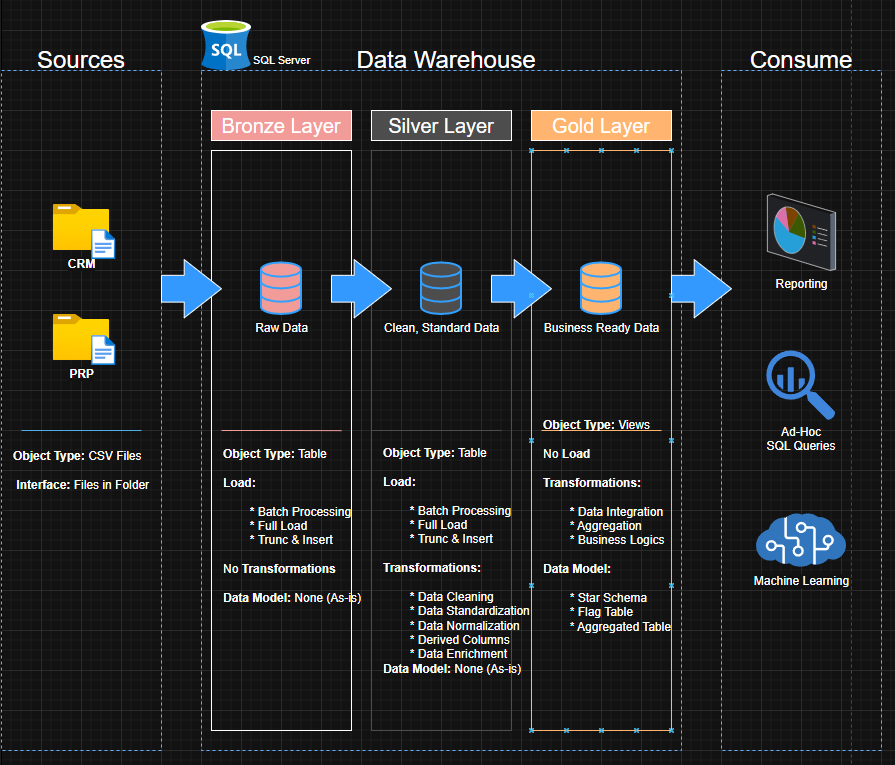 Sources
SQL
SQL Server
Data Warehouse
Consume
Bronze Layer
Silver Layer
Gold Layer
CRM
PRP
Object Type: CSV Files
Interface: Files in Folder
Raw Data
Object Type: Table
Load:
* Batch Processing
* Full Load
* Trunc & Insert
No Transformations
Data Model: None (As-is)
Clean, Standard Data
Object Type: Table
Load:
* Batch Processing
* Full Load
* Trunc & Insert
Transformations:
* Data Cleaning
* Data Standardization
* Data Normalization
* Derived Columns
* Data Enrichment
Data Model: None (As-is)
Business Ready Data
Object Type: Views
No Load
Transformations:
* Data Integration
* Aggregation
* Business Logics
Data Model:
* Star Schema
* Flag Table
* Aggregated Table
Reporting
Ad-Hoc
SQL Queries
Machine Learning